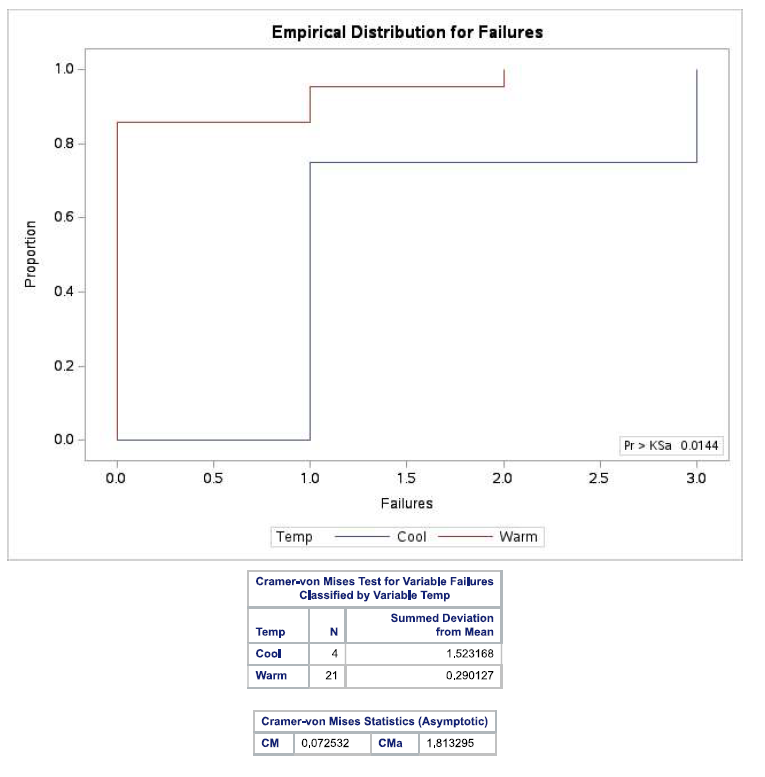 Empirical Distribution for Failures
1.0
0.8
0.6
0.4
0.2
0.0
Proportion
Pr > KSa 0.0144
0.0 0.5 1.0 1.5 2.0 2.5 3.0
Failures
Temp Cool Warm
Cramer-von Mises Test for Variable Failures
Classified by Variable Temp
Temp N Summed Deviation
from Mean
Cool 4 1,523168
Warm 21 0,290127
Cramer-von Mises Statistics (Asymptotic)
CM 0,072532 CMa 1,813295